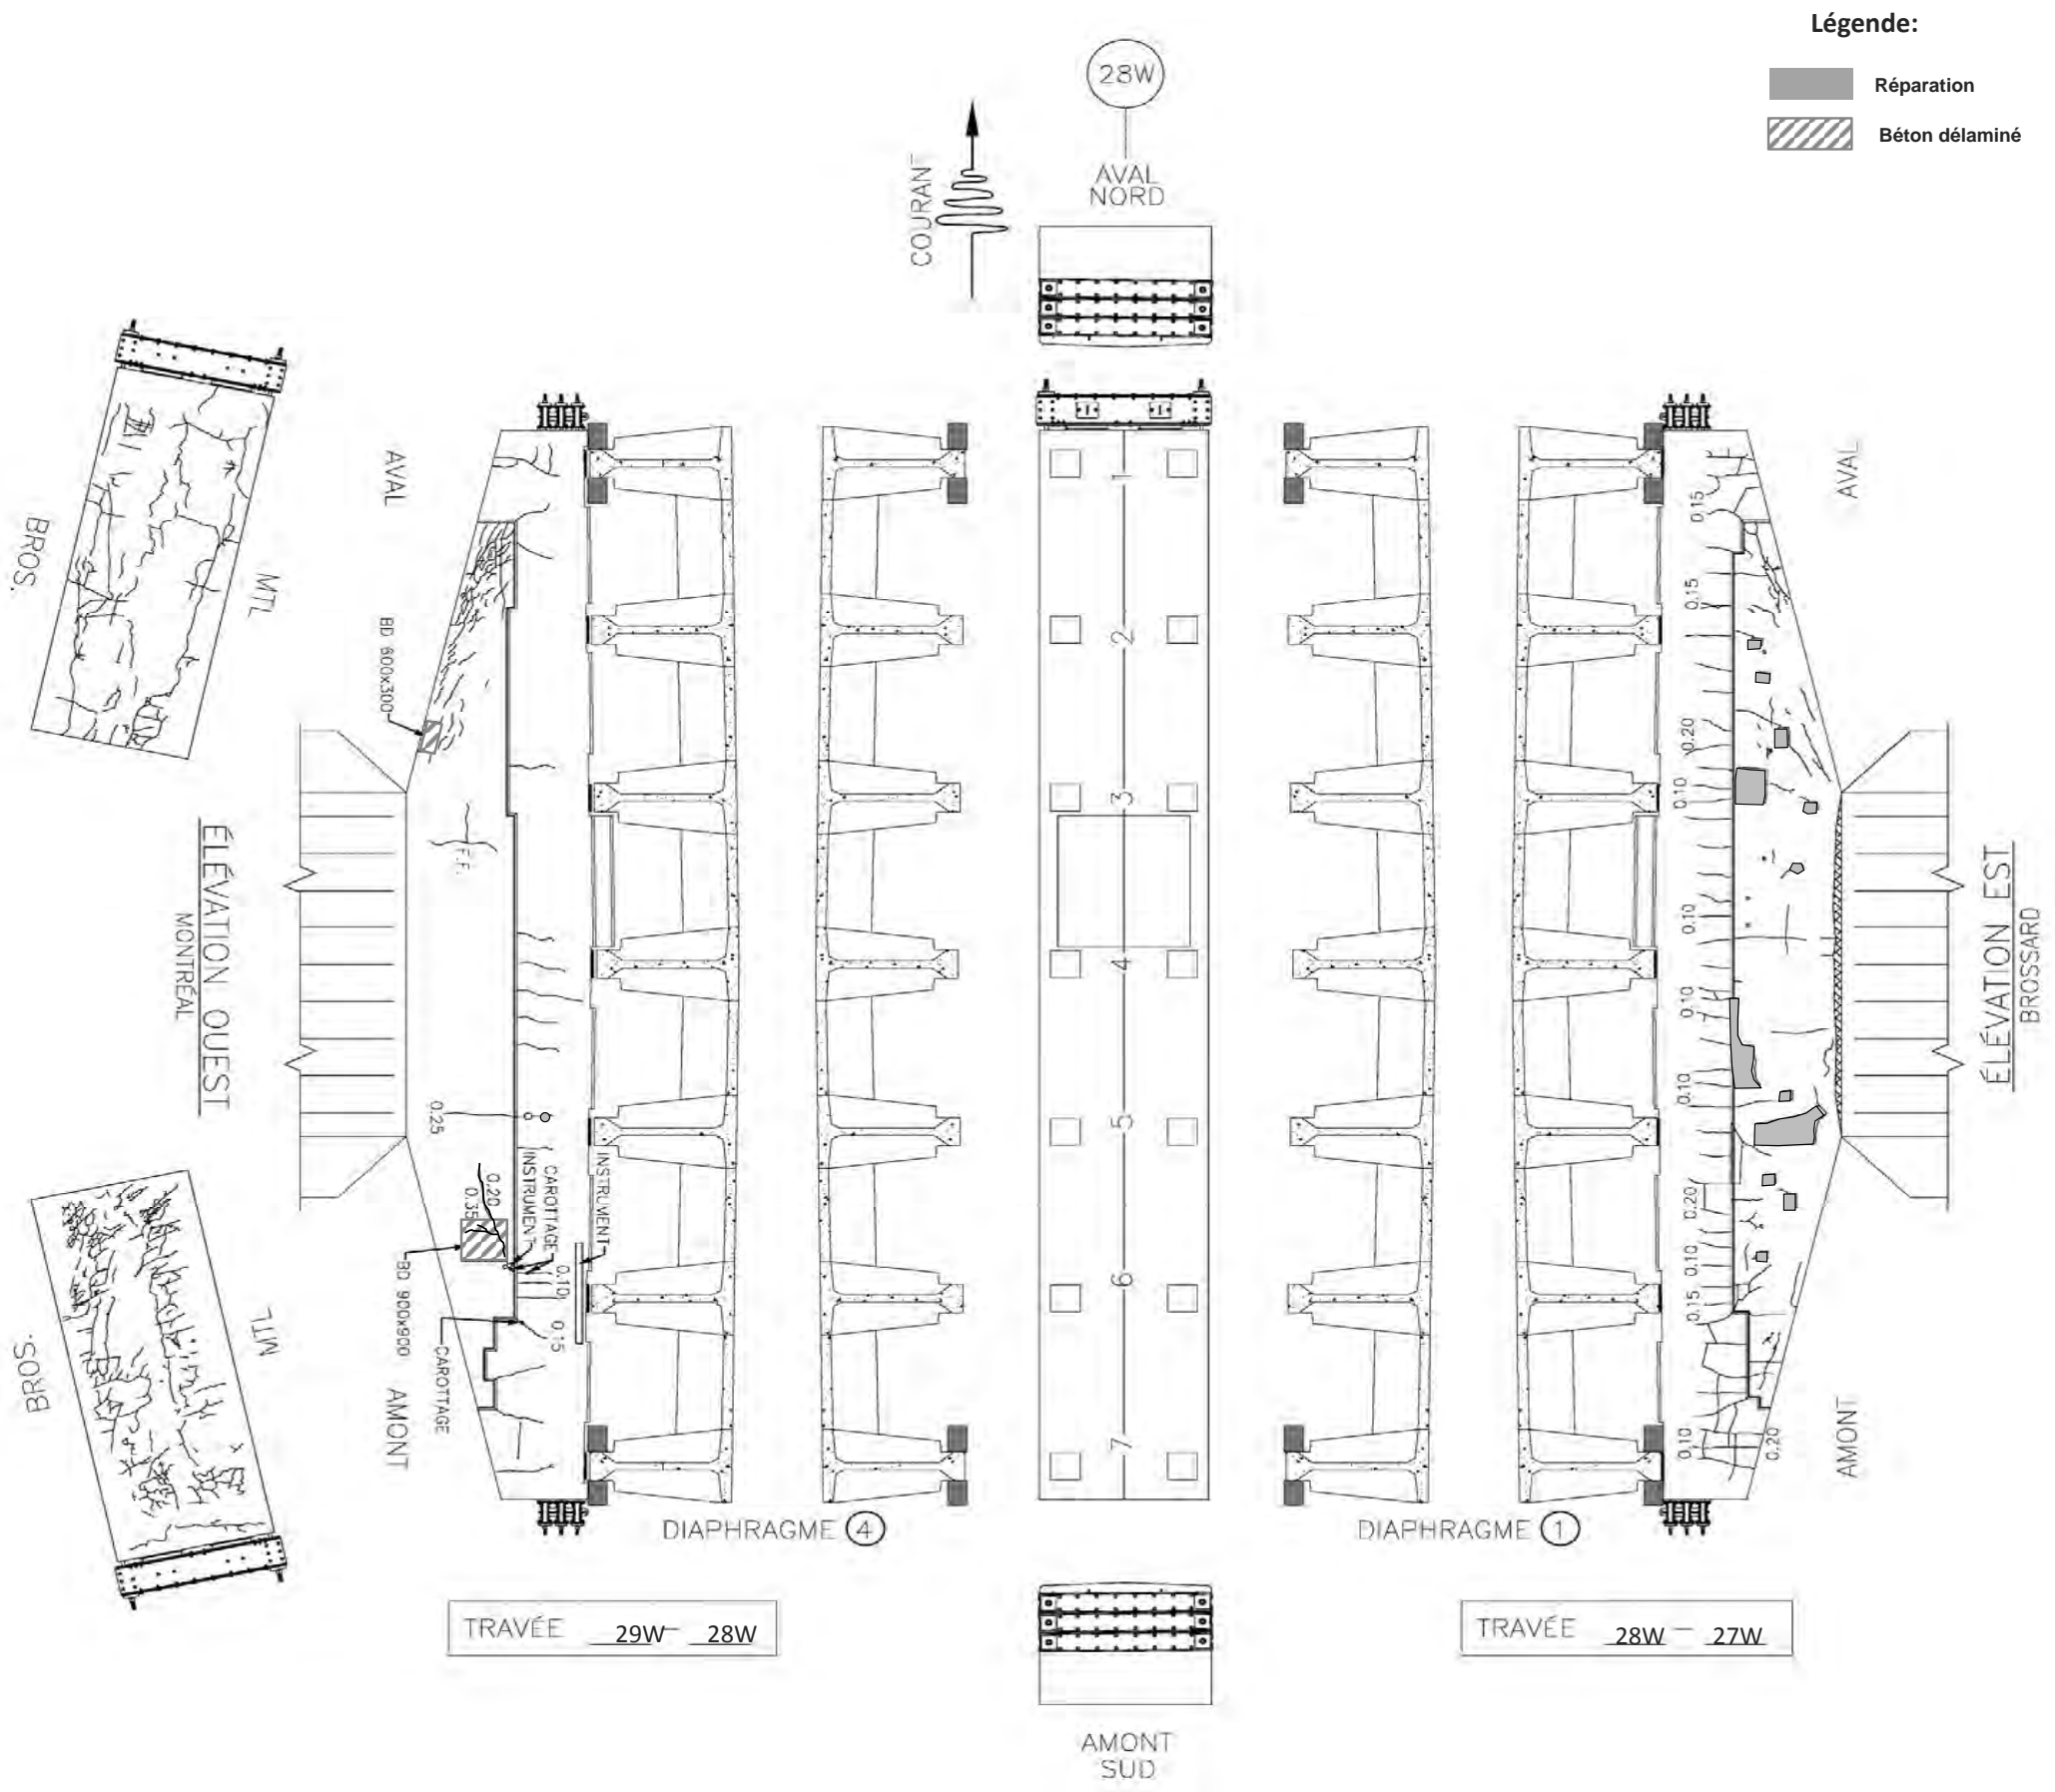 Légende:
Réparation
Béton délaminé
28W
AVAL
NORD
COURANT
AVAL
BROS.
MTL
BD 600x300
ÉLÉVATION OUEST
MONTRÉAL
F.F.
0.25
0.20
0.35
INSTRUMENT
CAROTTAGE
INSTRUMENT
0.10
0.15
BD 900x900
CAROTTAGE
AMONT
MTL
BROS.
1
2
3
4
5
6
7
AVAL
0.15
0.15
0.20
0.10
0.10
0.10
0.10
0.20
0.10
0.15
0.10
0.20
AMONT
ÉLÉVATION EST
BROSSARD
DIAPHRAGME 4
DIAPHRAGME 1
TRAVÉE 29W - 28W
TRAVÉE 28W - 27W
AMONT
SUD